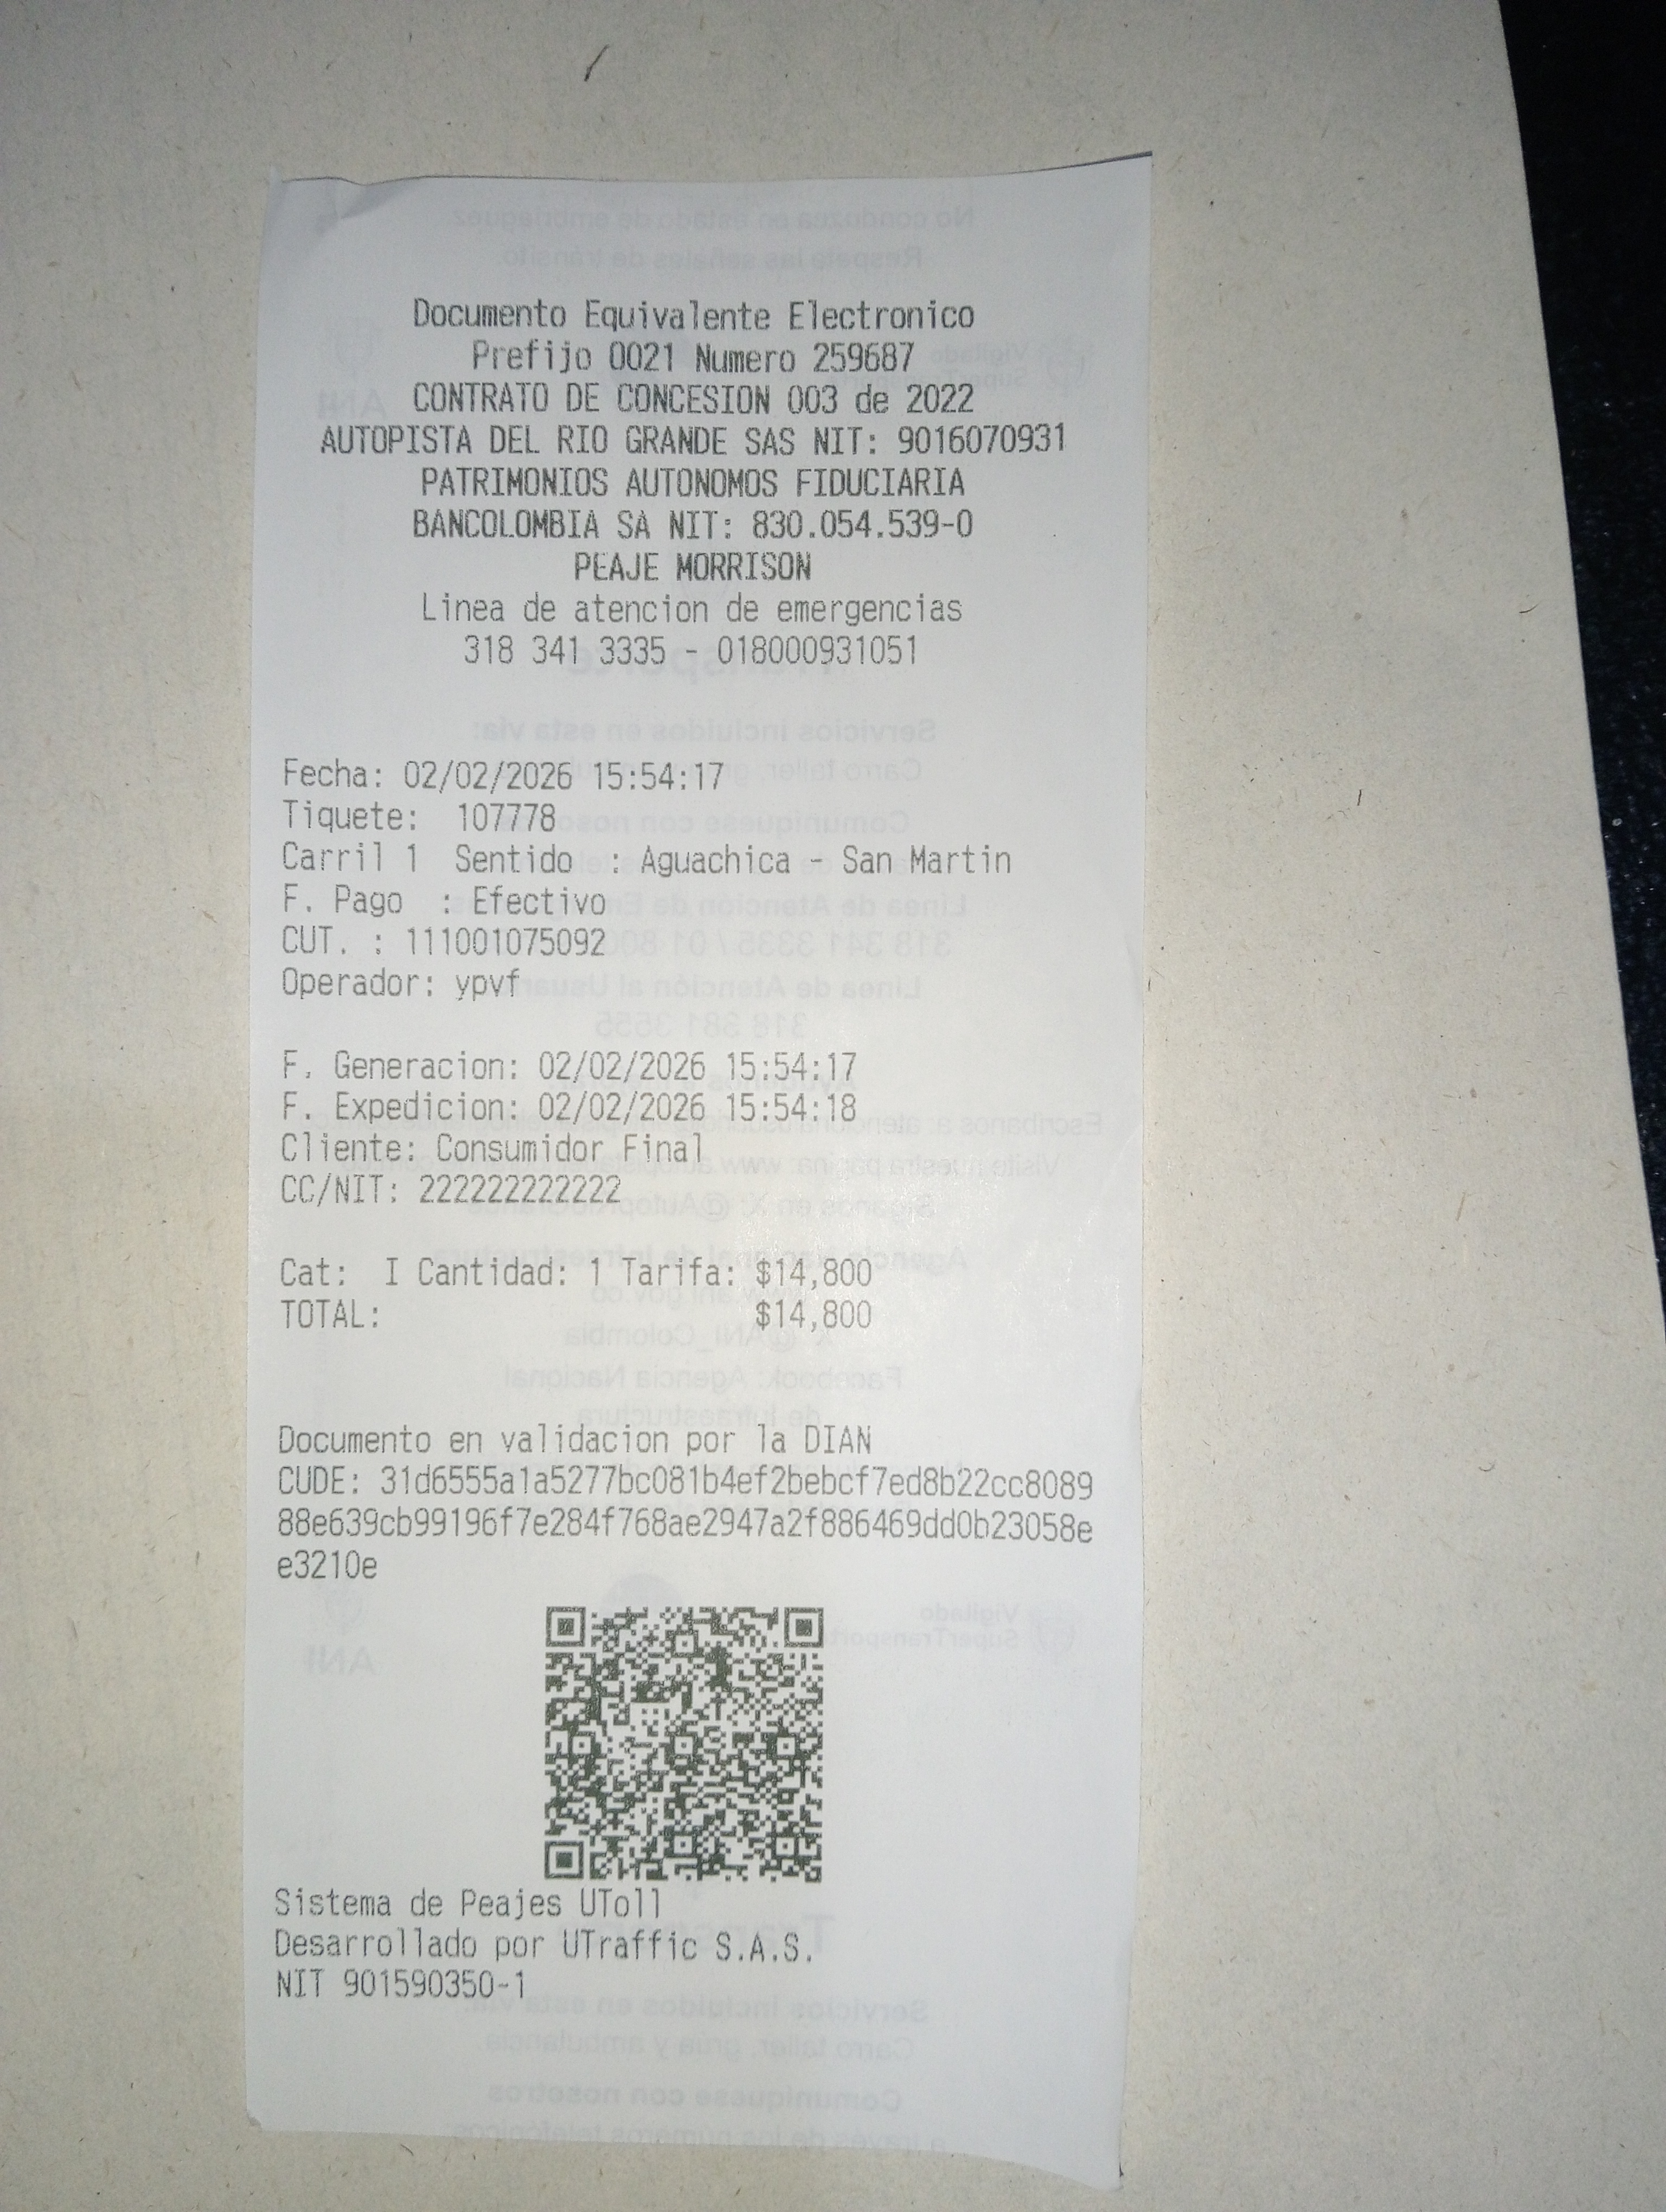 Documento Equivalente Electronico
Prefijo 0021 Numero 259687
CONTRATO DE CONCESION 003 de 2022
AUTOPISTA DEL RIO GRANDE SAS NIT: 9016070931
PATRIMONIOS AUTONOMOS FIDUCIARIA
BANCOLOMBIA SA NIT: 830.054.539-0
PEAJE MORRISON
Linea de atencion de emergencias
318 341 3335 - 018000931051
Fecha: 02/02/2026 15:54:17
Tiquete: 107778
Carril 1 Sentido : Aguachica - San Martin
F. Pago : Efectivo
CUT. : 111001075092
Operador: ypvf
F. Generacion: 02/02/2026 15:54:17
F. Expedicion: 02/02/2026 15:54:18
Cliente: Consumidor Final
CC/NIT: 222222222222
Cat: I Cantidad: 1 Tarifa: $14,800
TOTAL: $14,800
Documento en validacion por la DIAN
CUDE: 31d6555a1a5277bc081b4ef2bebcf7ed8b22cc8089
88e639cb99196f7e284f768ae2947a2f886469dd0b23058e
e3210e
Sistema de Peajes UToll
Desarrollado por UTraffic S.A.S.
NIT 901590350-1